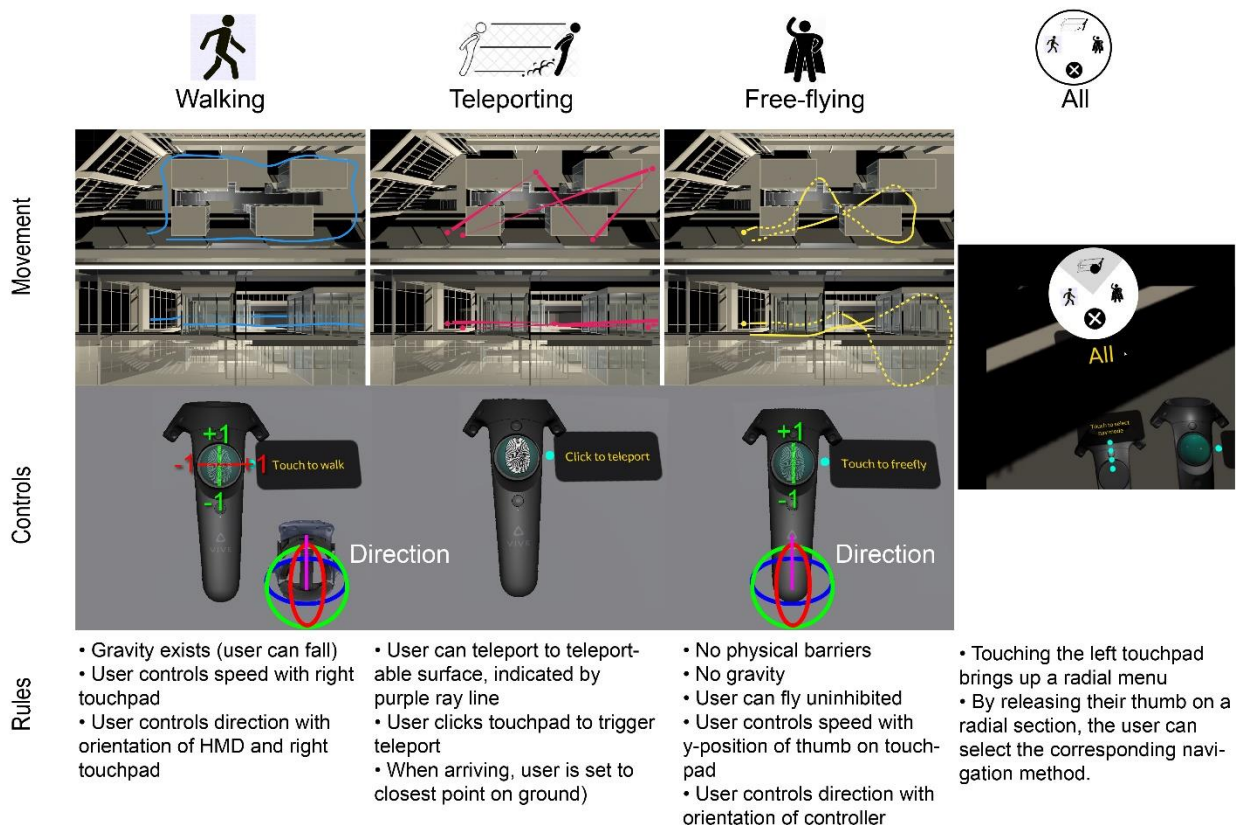 Walking
Teleporting
Free-flying
All
Movement
All
Touch to select
Controls
+1
-1
+1
-1
Touch to walk
Direction
VIVE
Click to teleport
VIVE
+1
-1
Touch to freefly
Direction
VIVE
Rules
• Gravity exists (user can fall)
• User controls speed with right
touchpad
• User controls direction with
orientation of HMD and right
touchpad
• User can teleport to teleport-
able surface, indicated by
purple ray line
• User clicks touchpad to trigger
teleport
• When arriving, user is set to
closest point on ground)
• No physical barriers
• No gravity
• User can fly uninhibited
• User controls speed with
y-position of thumb on touch-
pad
• User controls direction with
orientation of controller
• Touching the left touchpad
brings up a radial menu
• By releasing their thumb on a
radial section, the user can
select the corresponding navi-
gation method.